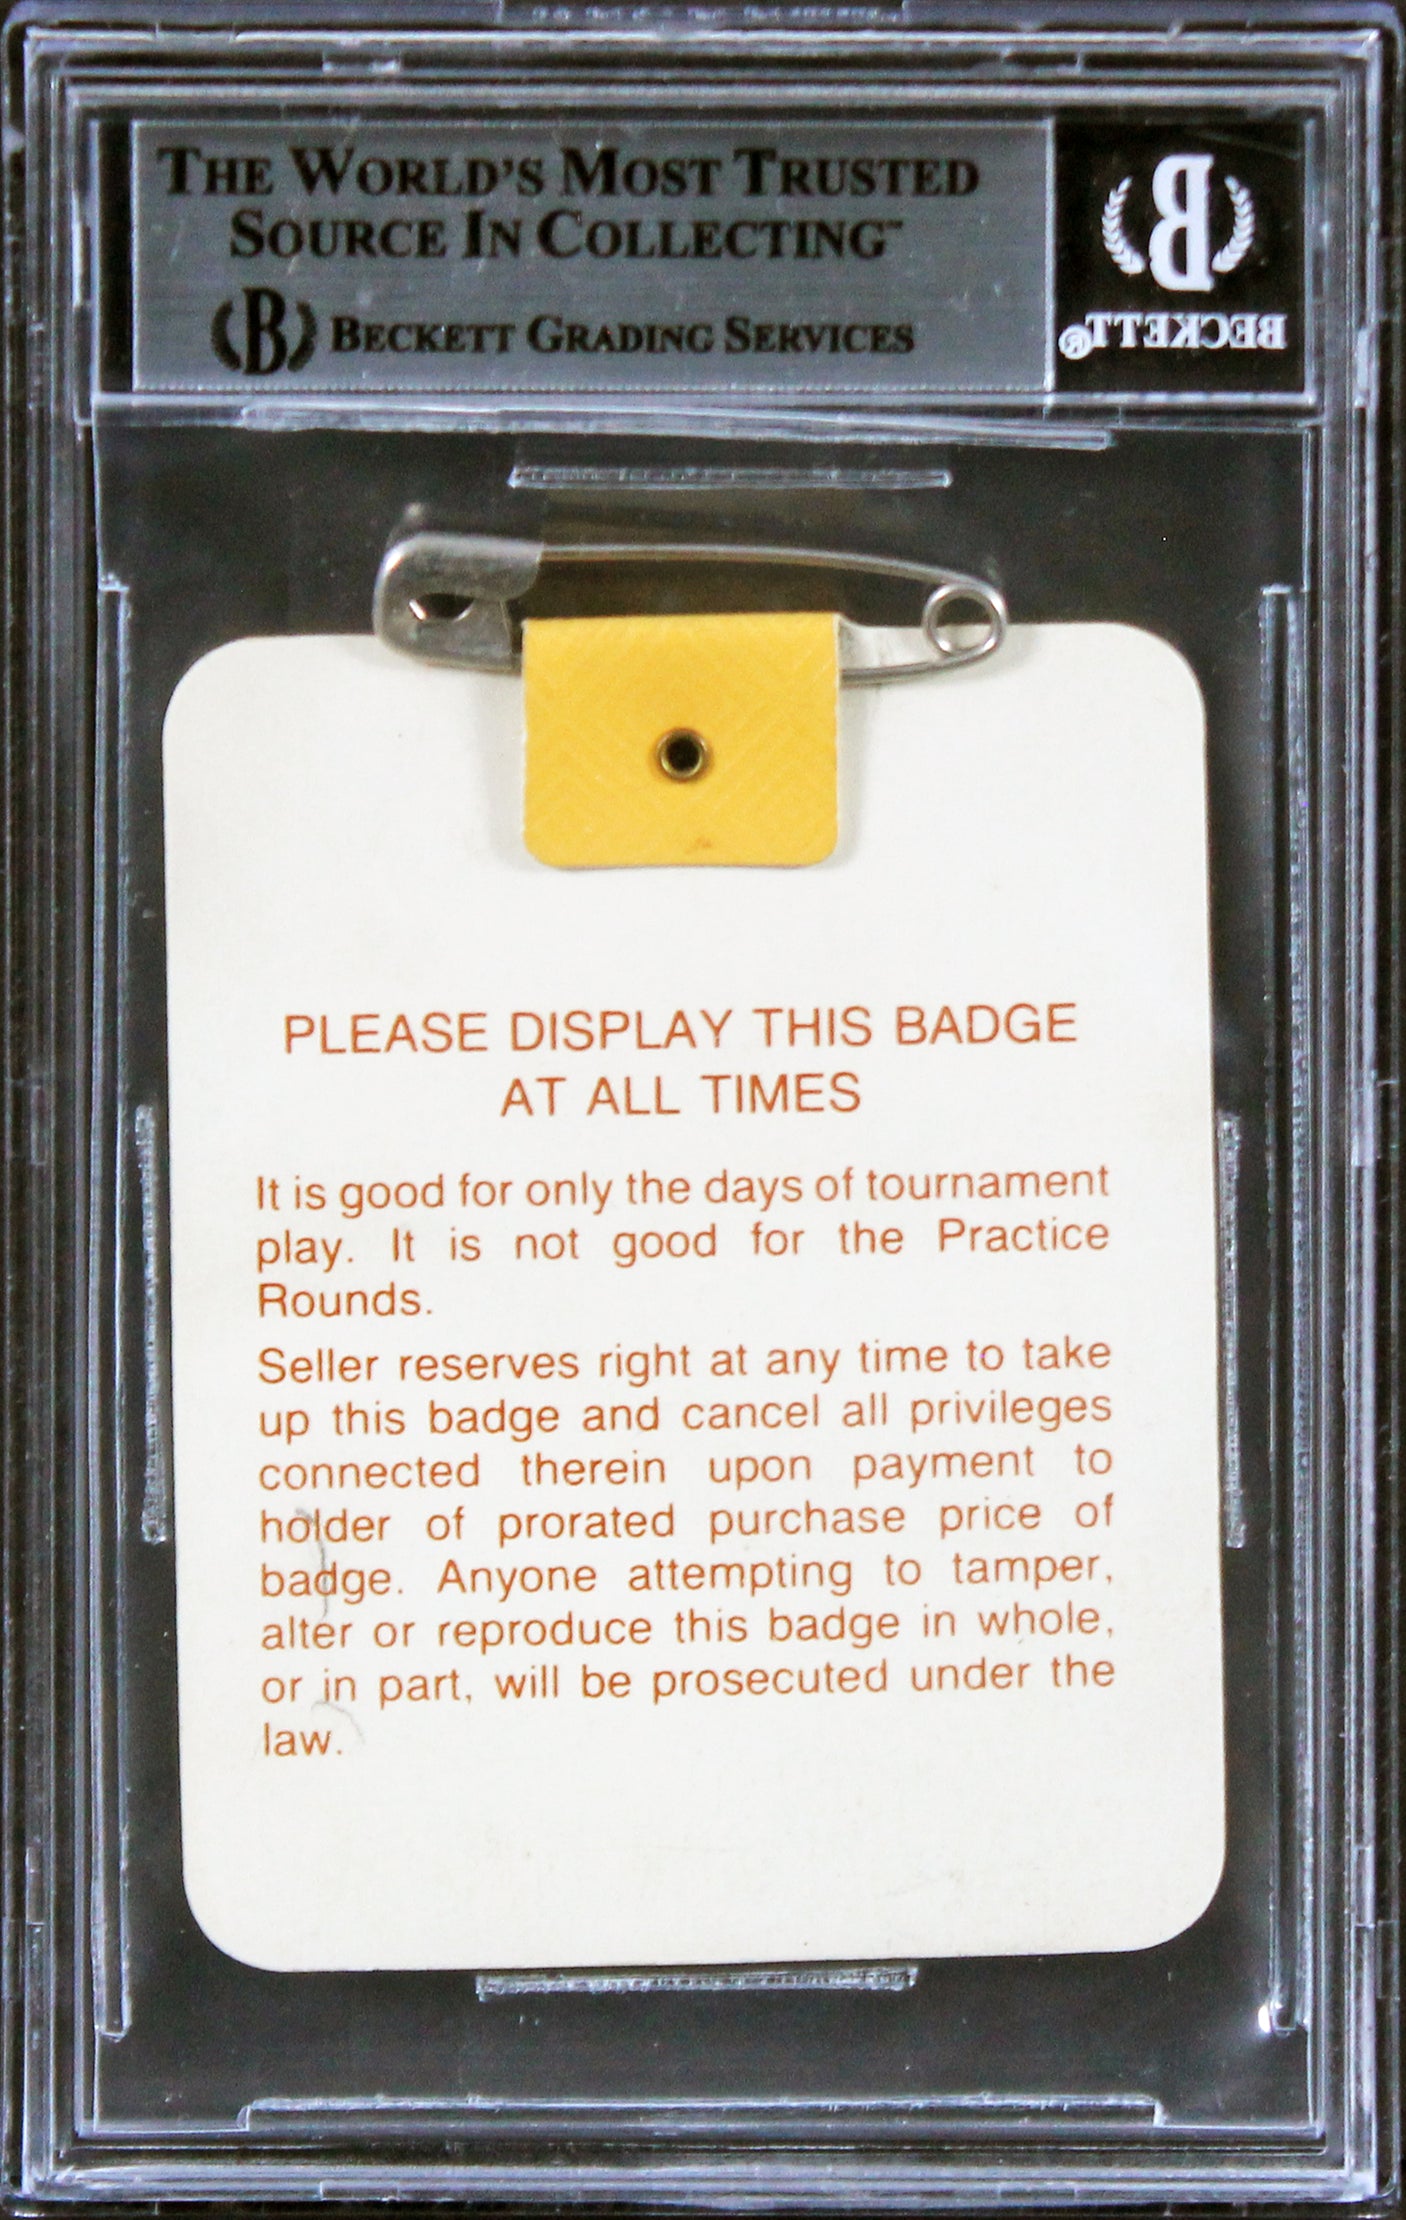 THE WORLD'S MOST TRUSTED
SOURCE IN COLLECTING™
B BECKETT GRADING SERVICES
B
BECKETT®
PLEASE DISPLAY THIS BADGE
AT ALL TIMES
It is good for only the days of tournament
play. It is not good for the Practice
Rounds.
Seller reserves right at any time to take
up this badge and cancel all privileges
connected therein upon payment to
holder of prorated purchase price of
badge. Anyone attempting to tamper,
alter or reproduce this badge in whole,
or in part, will be prosecuted under the
law.